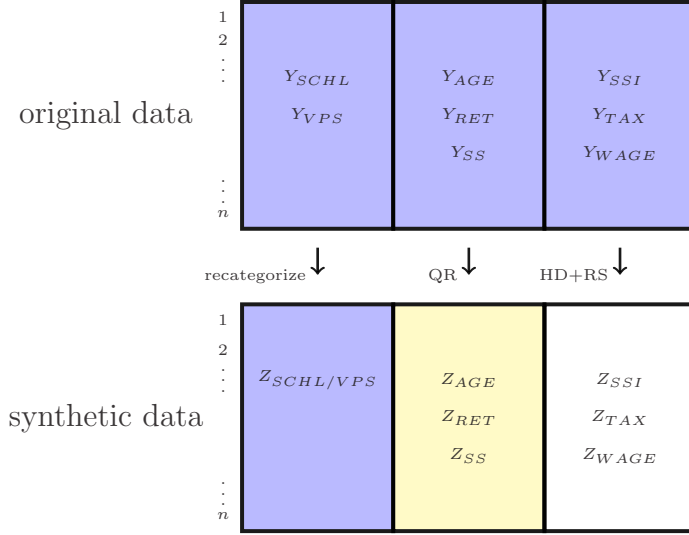 1
2
⋮
Y_SCHL Y_AGE Y_SSI
original data Y_VPS Y_RET Y_TAX
Y_SS Y_WAGE
⋮
n
recategorize ↓ QR ↓ HD+RS ↓
1
2
⋮
Z_SCHL/VPS Z_AGE Z_SSI
synthetic data Z_RET Z_TAX
Z_SS Z_WAGE
⋮
n